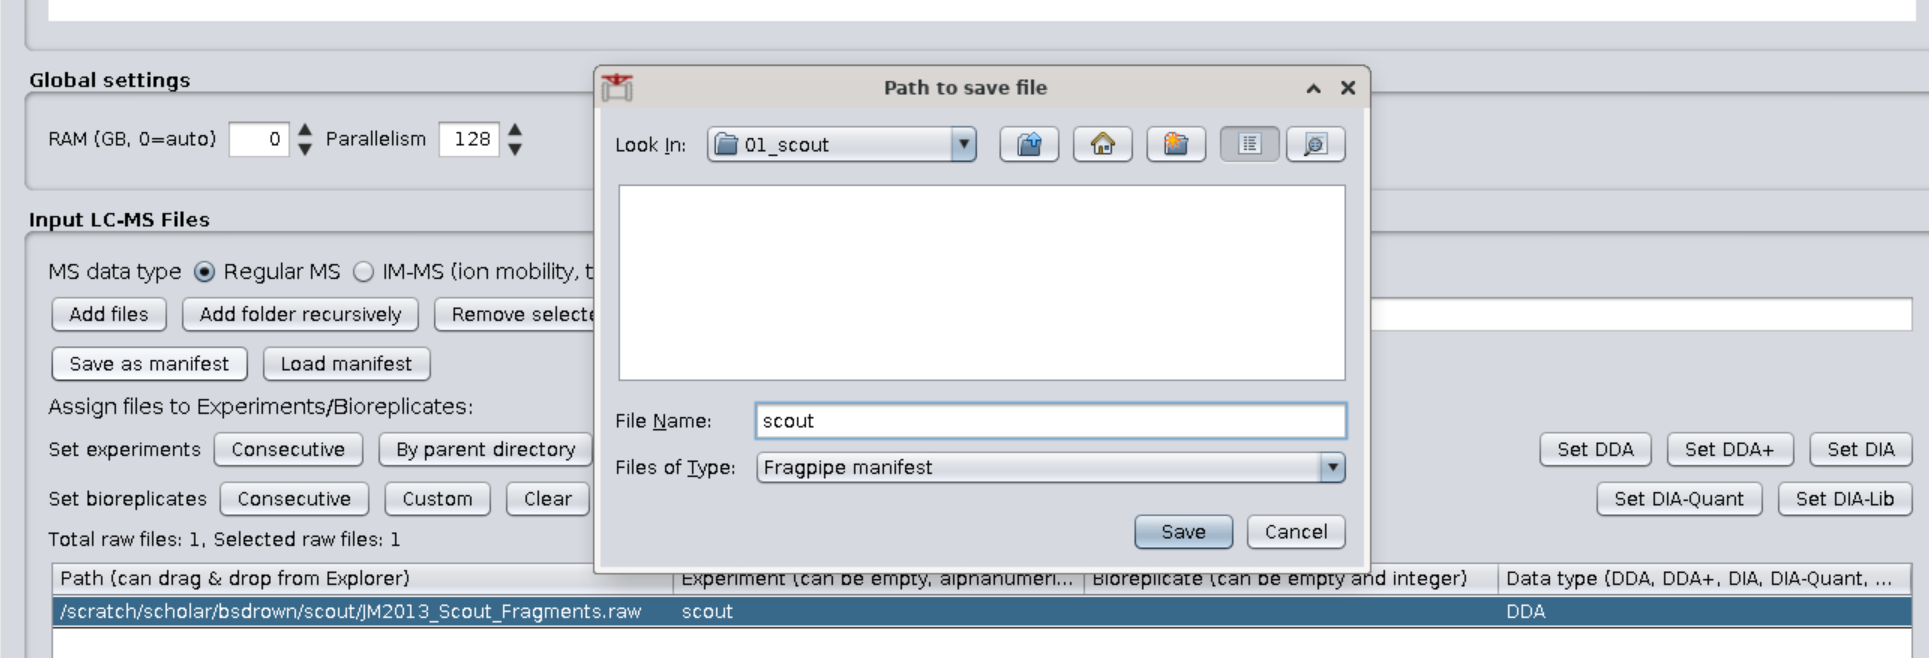 Global settings
RAM (GB, 0=auto) 0 Parallelism 128
Input LC-MS Files
MS data type Regular MS IM-MS (ion mobility, t
Add files Add folder recursively Remove selecte
Save as manifest Load manifest
Assign files to Experiments/Bioreplicates:
Set experiments Consecutive By parent directory
Set bioreplicates Consecutive Custom Clear
Total raw files: 1, Selected raw files: 1
Path to save file
Look In: 01_scout
File Name: scout
Files of Type: Fragpipe manifest
Save Cancel
Set DDA Set DDA+ Set DIA
Set DIA-Quant Set DIA-Lib
Path (can drag & drop from Explorer) Experiment (can be empty, alphanumeri... Bioreplicate (can be empty and integer) Data type (DDA, DDA+, DIA, DIA-Quant, ...
/scratch/scholar/bsdrown/scout/JM2013_Scout_Fragments.raw scout DDA